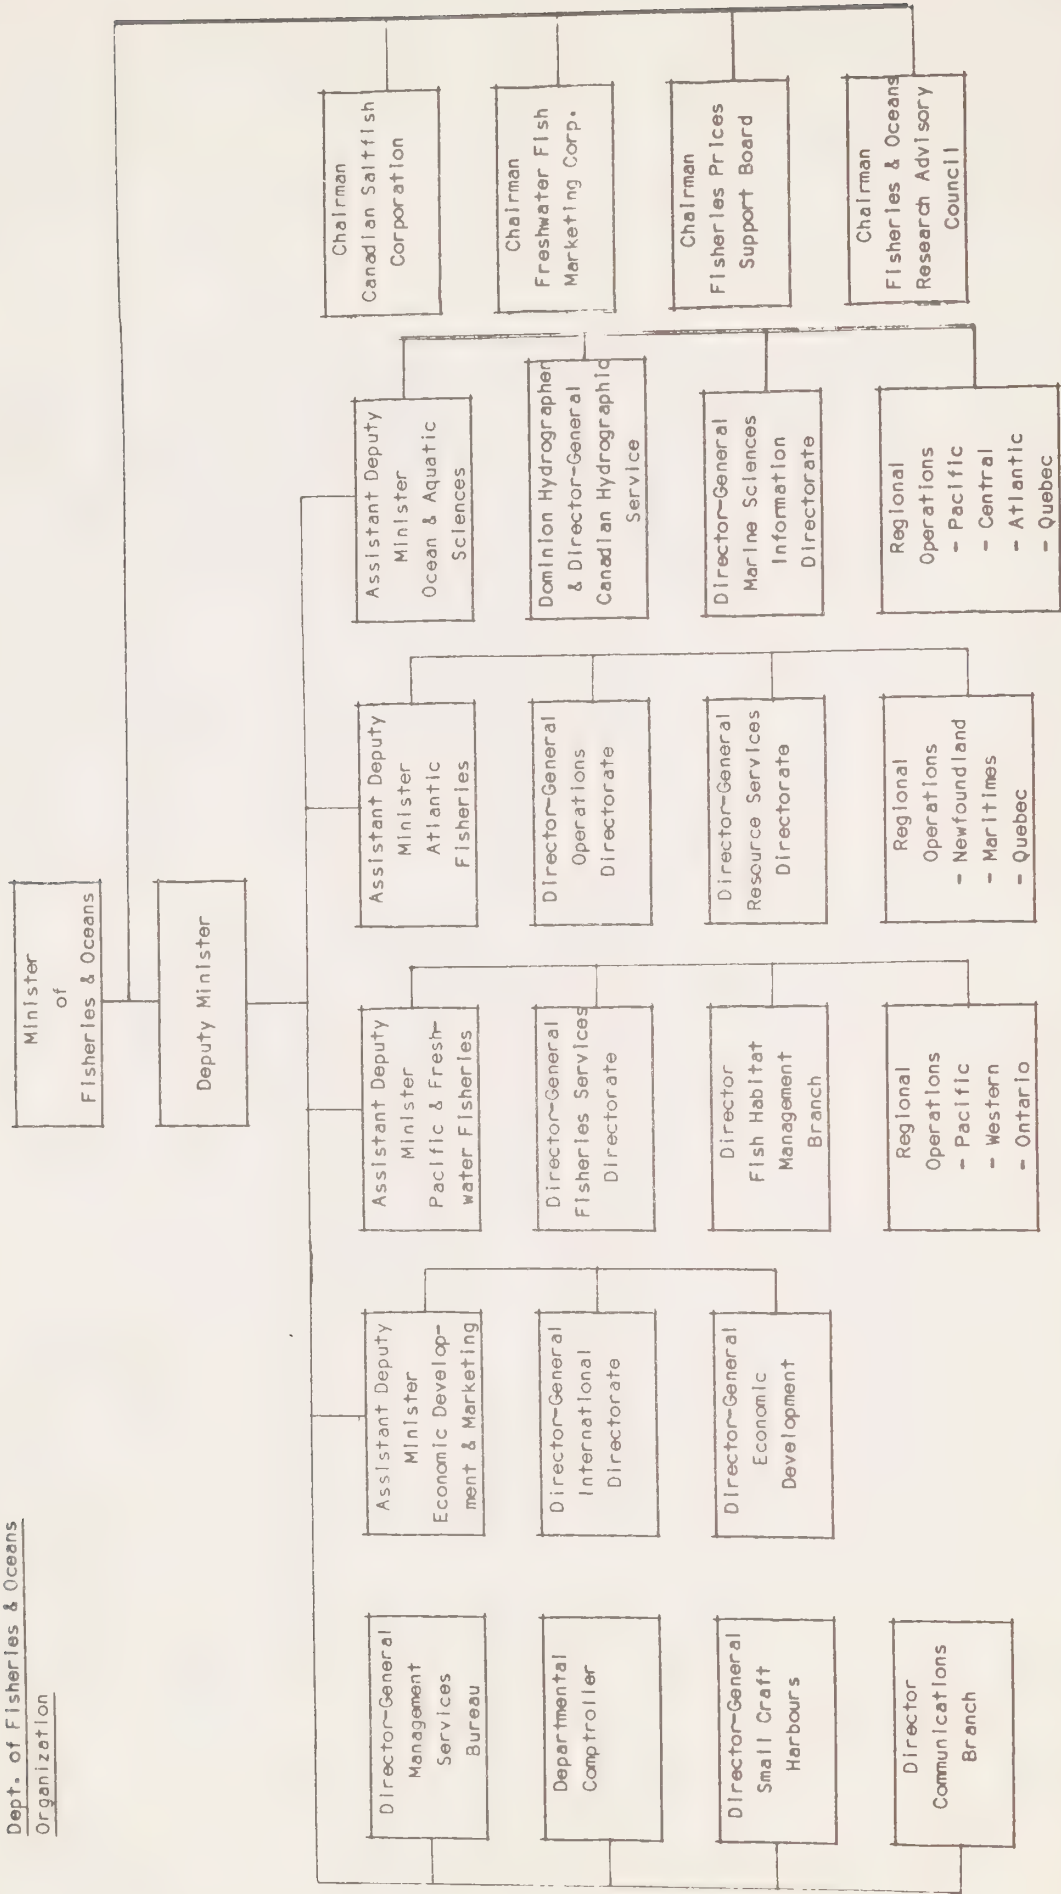 Dept. of Fisheries & Oceans
Organization
Minister
of
Fisheries & Oceans
Deputy Minister
Director-General
Management
Services
Bureau
Departmental
Comptroller
Director-General
Small Craft
Harbours
Director
Communications
Branch
Assistant Deputy
Minister
Economic Develop-
ment & Marketing
Director-General
International
Directorate
Director-General
Economic
Development
Assistant Deputy
Minister
Pacific & Fresh-
water Fisheries
Director-General
Fisheries Services
Directorate
Director
Fish Habitat
Management
Branch
Regional
Operations
- Pacific
- Western
- Ontario
Assistant Deputy
Minister
Atlantic
Fisheries
Director-General
Operations
Directorate
Director-General
Resource Services
Directorate
Regional
Operations
- Newfoundland
- Maritimes
- Quebec
Assistant Deputy
Minister
Ocean & Aquatic
Sciences
Dominion Hydrographer
& Director-General
Canadian Hydrographic
Service
Director-General
Marine Sciences
Information
Directorate
Regional
Operations
- Pacific
- Central
- Atlantic
- Quebec
Chairman
Canadian Saltfish
Corporation
Chairman
Freshwater Fish
Marketing Corp.
Chairman
Fisheries Prices
Support Board
Chairman
Fisheries & Oceans
Research Advisory
Council